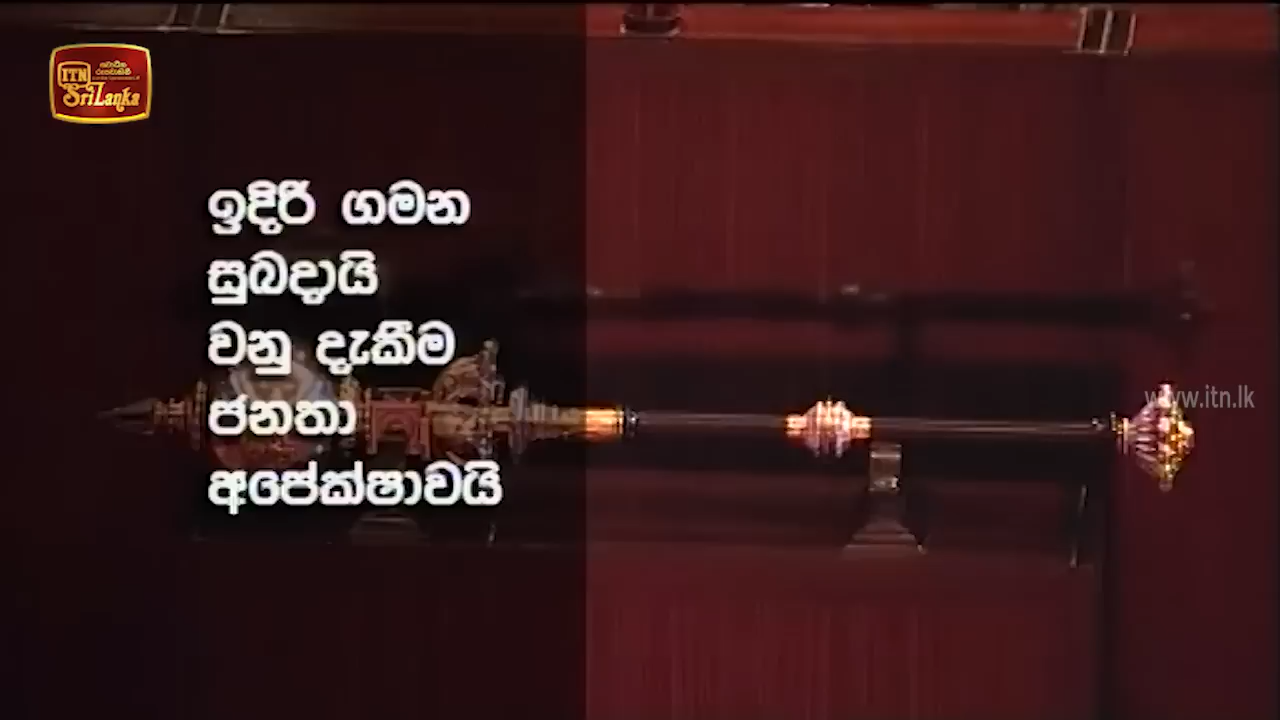 ITN
SriLanka
ඉදිරි ගමන
සුබදායි
වනු දැකීම
ජනතා
අපේක්ෂාවයි
www.itn.lk